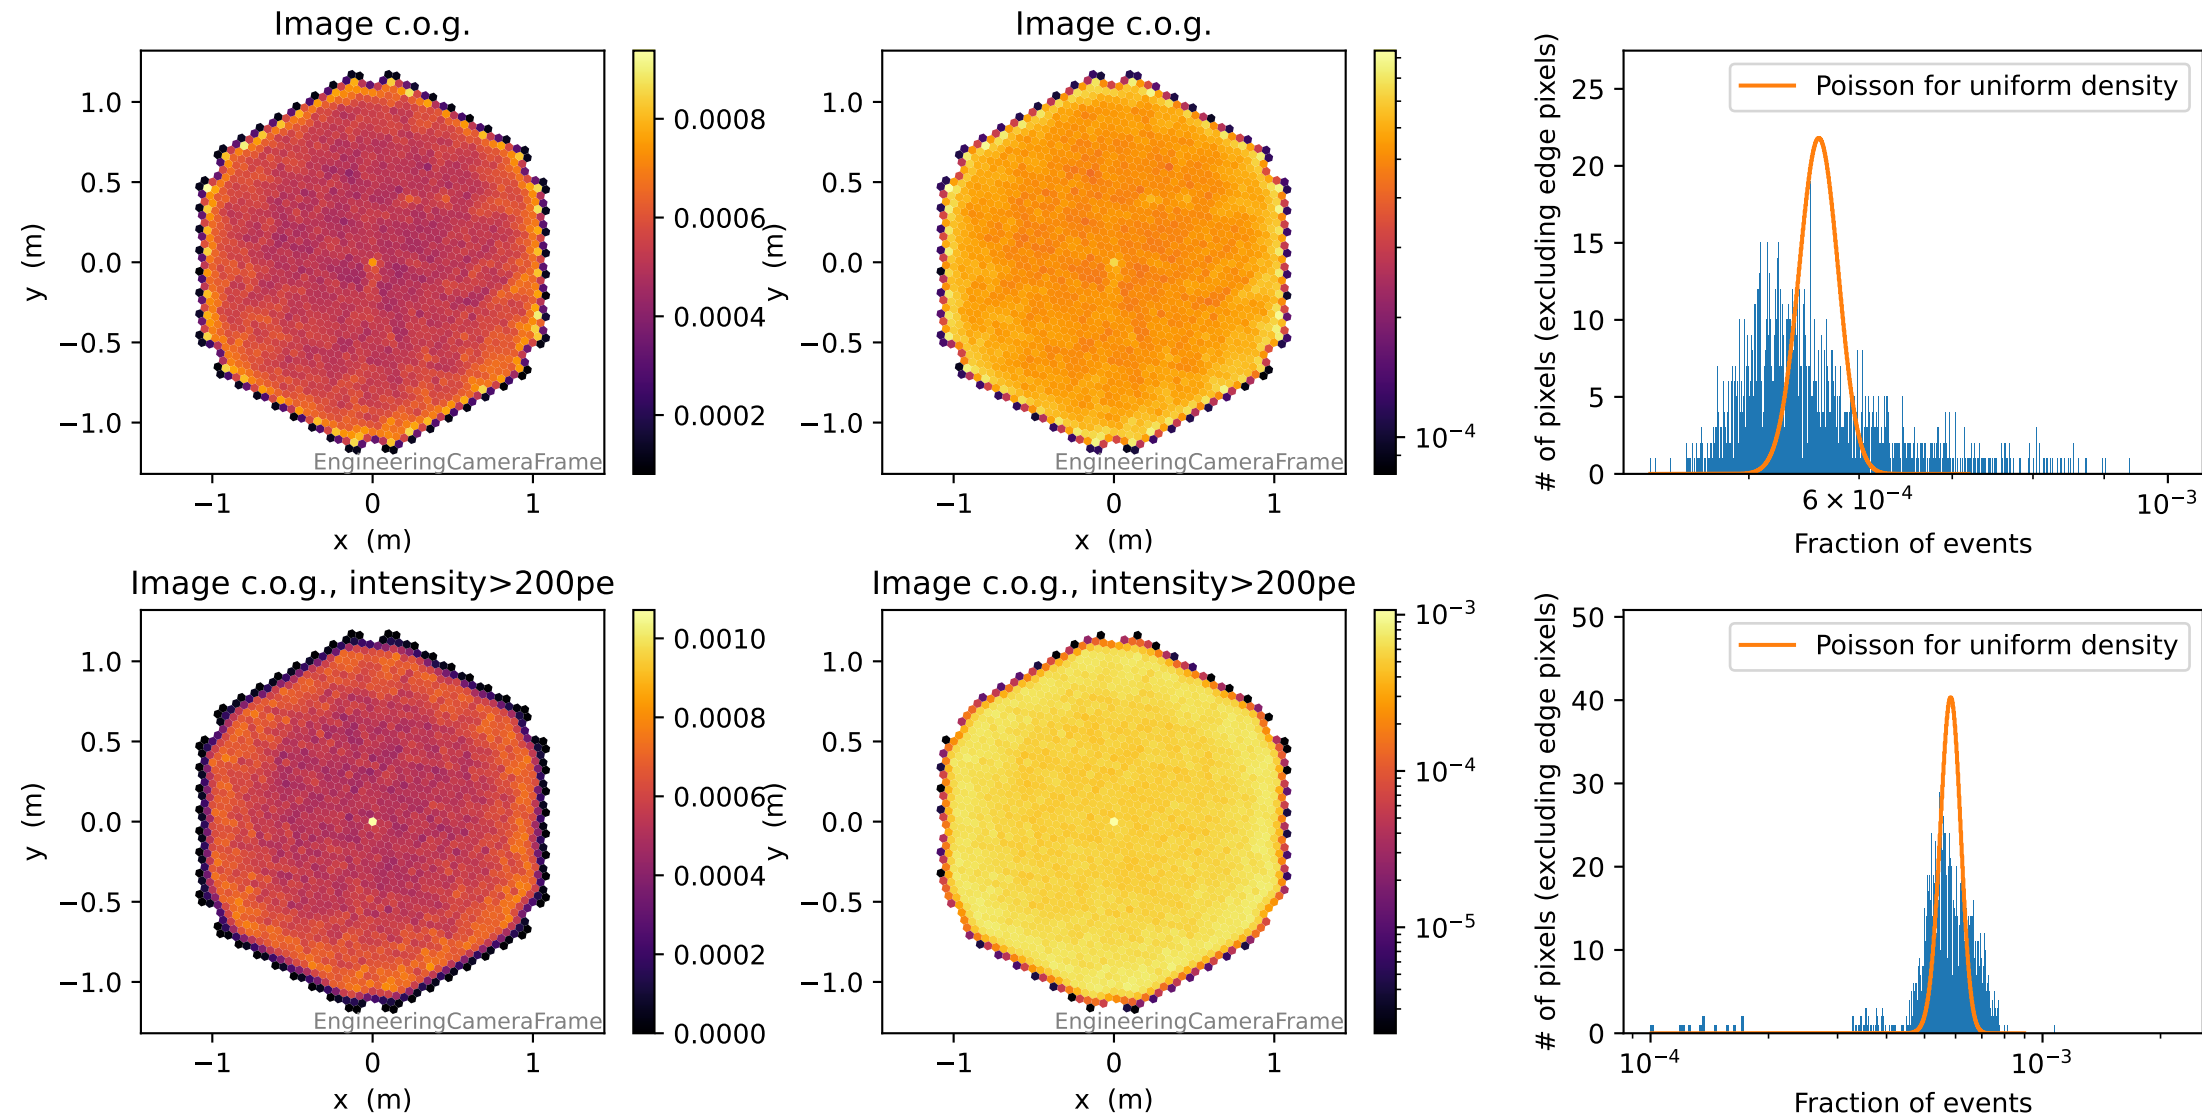 Image c.o.g.
y (m)
1.0
0.5
0.0
−0.5
−1.0
−1
0
1
x (m)
EngineeringCameraFrame
0.0008
0.0006
0.0004
0.0002
Image c.o.g.
y (m)
1.0
0.5
0.0
−0.5
−1.0
−1
0
1
x (m)
EngineeringCameraFrame
10⁻⁴
# of pixels (excluding edge pixels)
25
20
15
10
5
0
Poisson for uniform density
6 × 10⁻⁴
10⁻³
Fraction of events
Image c.o.g., intensity>200pe
y (m)
1.0
0.5
0.0
−0.5
−1.0
−1
0
1
x (m)
EngineeringCameraFrame
0.0010
0.0008
0.0006
0.0004
0.0002
0.0000
Image c.o.g., intensity>200pe
y (m)
1.0
0.5
0.0
−0.5
−1.0
−1
0
1
x (m)
EngineeringCameraFrame
10⁻³
10⁻⁴
10⁻⁵
# of pixels (excluding edge pixels)
50
40
30
20
10
0
Poisson for uniform density
10⁻⁴
10⁻³
Fraction of events